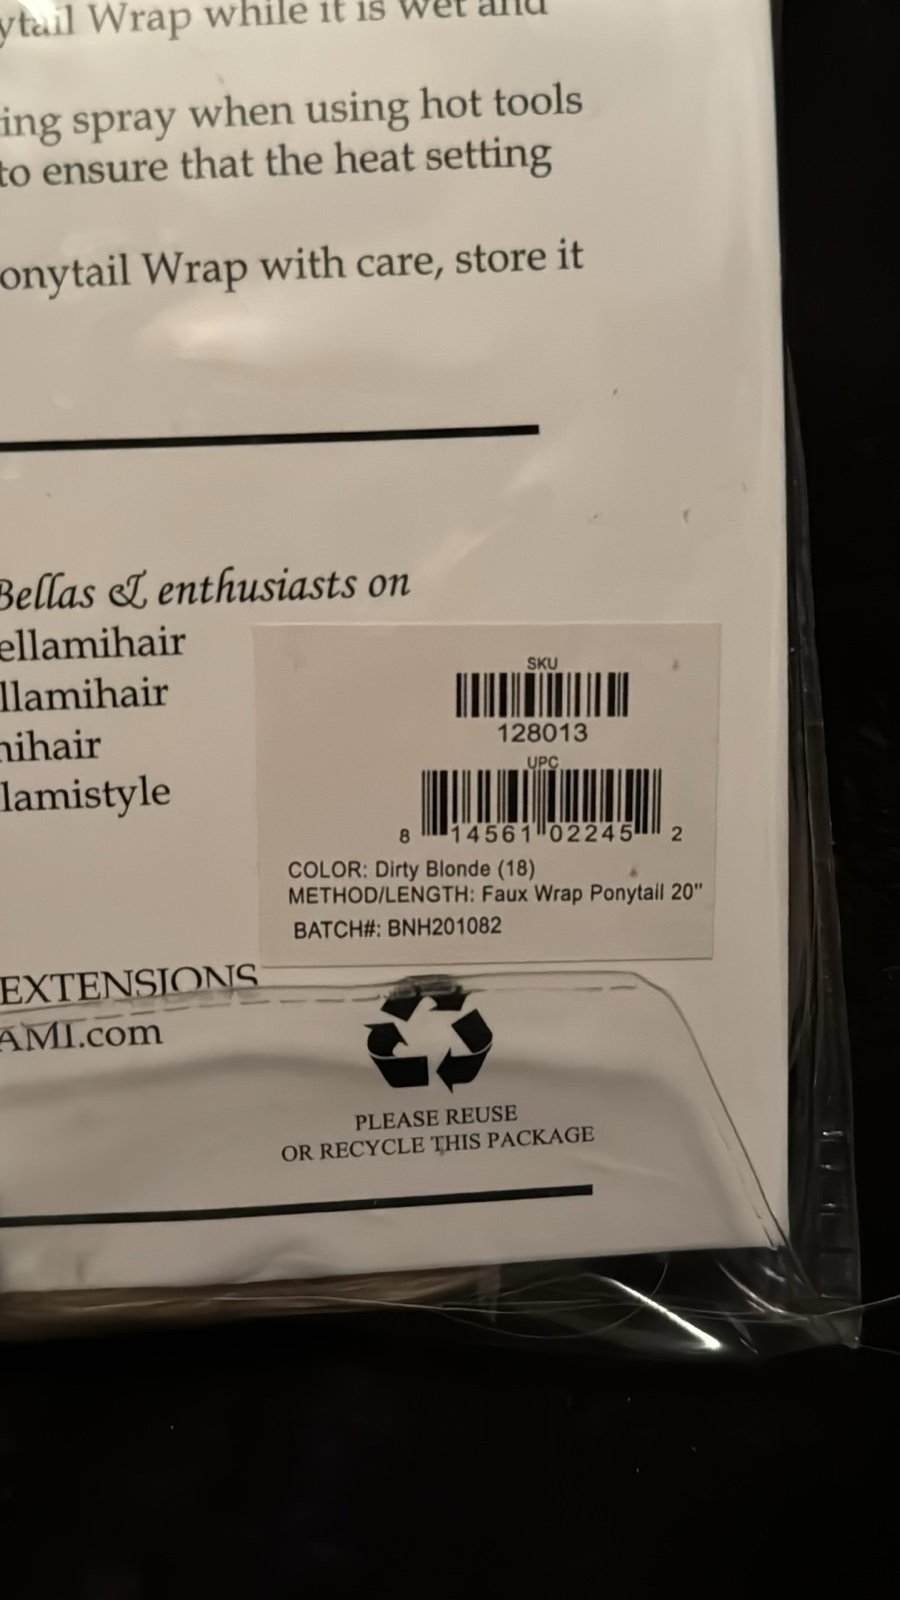 ytail Wrap while it is wet and
ing spray when using hot tools
to ensure that the heat setting
onytail Wrap with care, store it
Bellas & enthusiasts on
ellamihair
llamihair
nihair
lamistyle
SKU
128013
UPC
8 14561 02245 2
COLOR: Dirty Blonde (18)
METHOD/LENGTH: Faux Wrap Ponytail 20"
BATCH#: BNH201082
EXTENSIONS
AMI.com
PLEASE REUSE
OR RECYCLE THIS PACKAGE